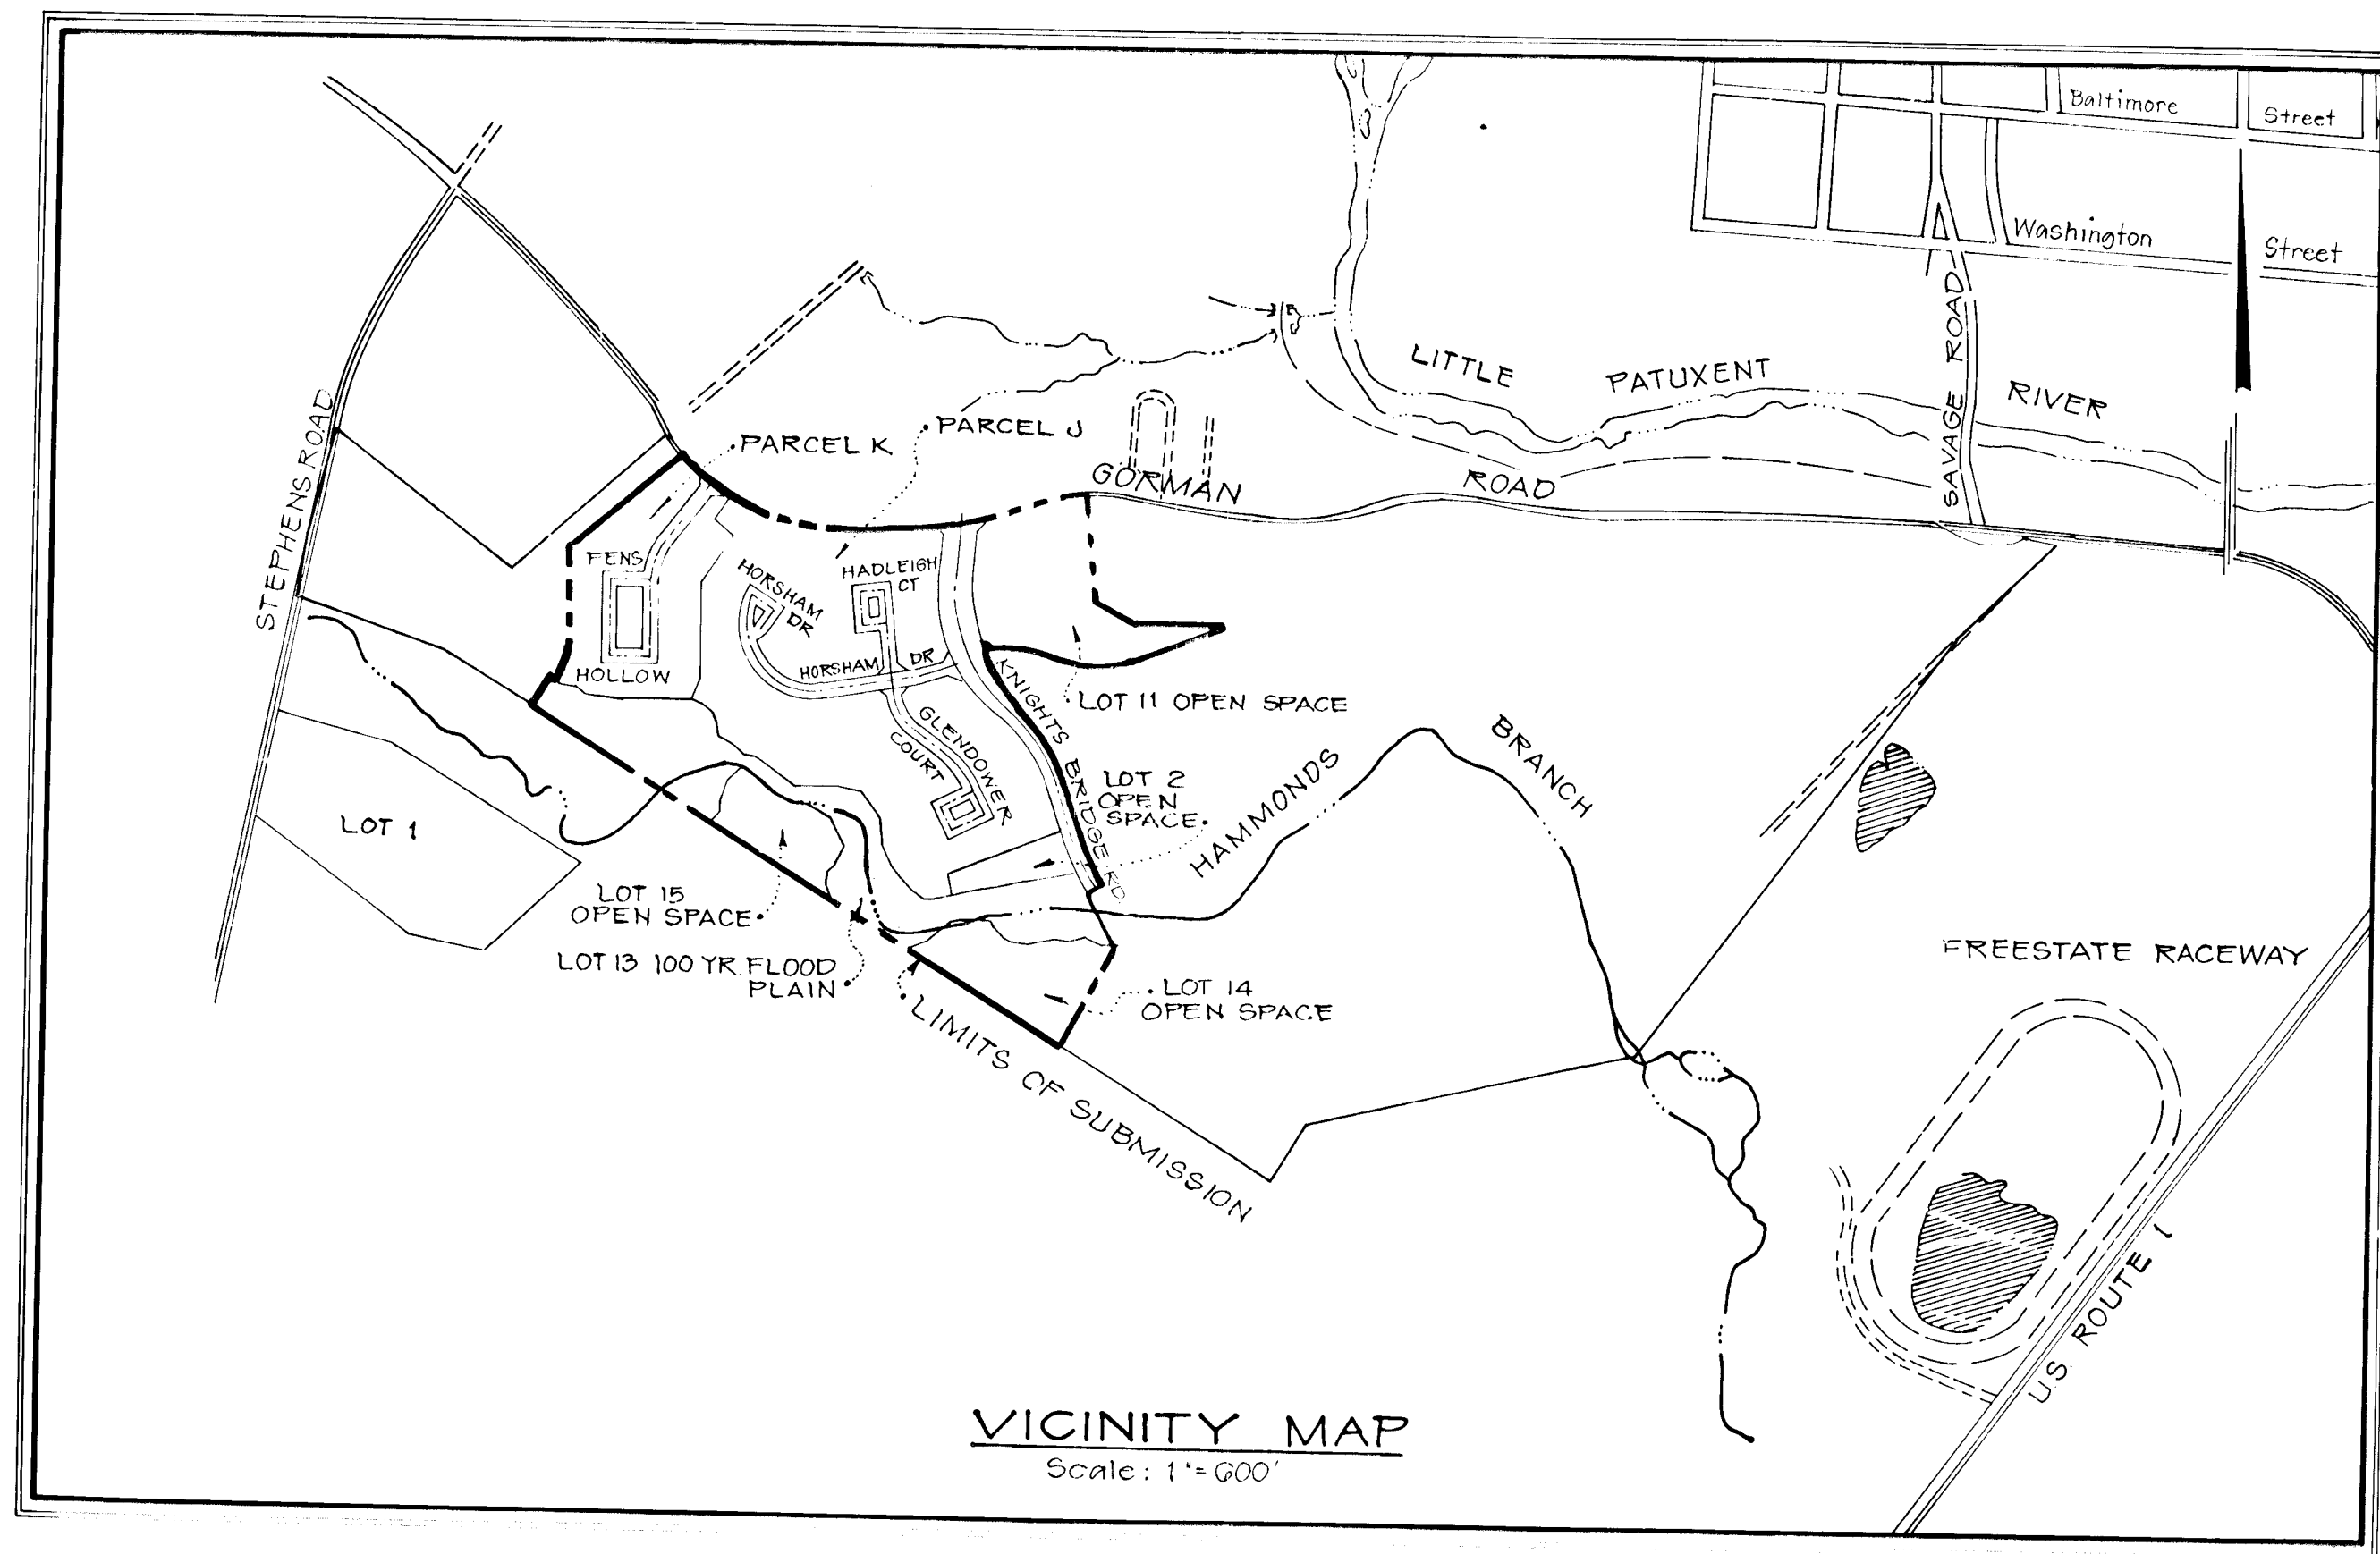 Baltimore
Street
Washington
Street
SAVAGE ROAD
LITTLE PATUXENT RIVER
STEPHENS ROAD
PARCEL K
PARCEL J
GORMAN ROAD
FENS
HOLLOW
HORSHAM
DR
HADLEIGH
CT
HORSHAM DR
KNIGHTS BRIDGE RD
LOT 11 OPEN SPACE
GLENDOWER
COURT
LOT 2
OPEN
SPACE
HAMMONDS BRANCH
LOT 1
LOT 15
OPEN SPACE
LOT 13 100 YR. FLOOD
PLAIN
LOT 14
OPEN SPACE
LIMITS OF SUBMISSION
FREESTATE RACEWAY
US. ROUTE 1
VICINITY MAP
Scale: 1"=600'